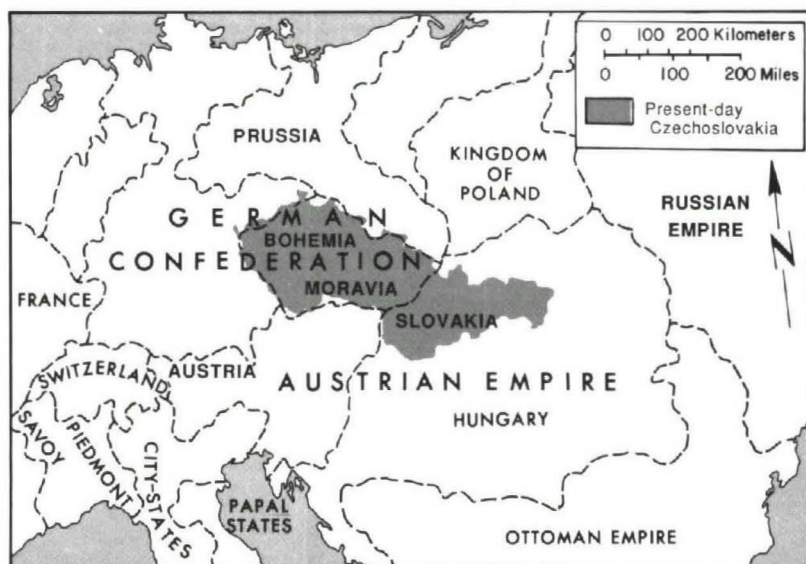 0 100 200 Kilometers
0 100 200 Miles
Present-day
Czechoslovakia
PRUSSIA
KINGDOM
OF
POLAND
RUSSIAN
EMPIRE
N
GERMAN
CONFEDERATION
BOHEMIA
MORAVIA
SLOVAKIA
FRANCE
SWITZERLAND
AUSTRIA
AUSTRIAN EMPIRE
HUNGARY
SAVOY
PIEDMONT
CITY-STATES
PAPAL
STATES
OTTOMAN EMPIRE